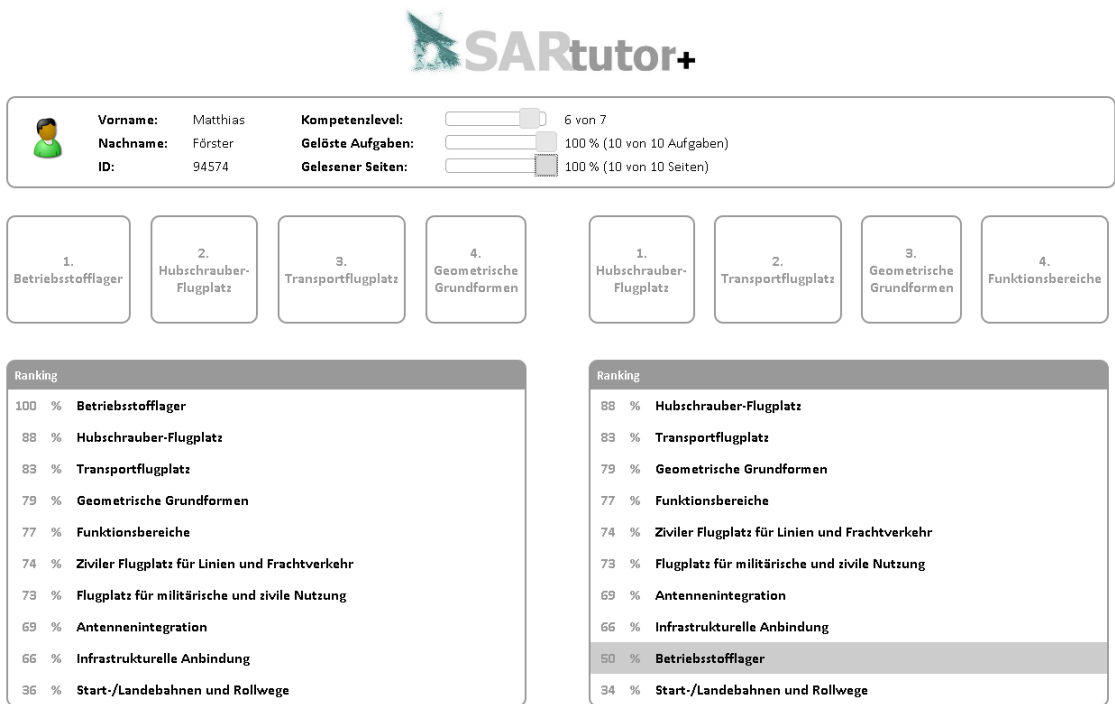 SARtutor+
Vorname: Matthias Kompetenzlevel: 6 von 7
Nachname: Förster Gelöste Aufgaben: 100 % (10 von 10 Aufgaben)
ID: 94574 Gelesener Seiten: 100 % (10 von 10 Seiten)
1.
Betriebsstofflager
2.
Hubschrauber-
Flugplatz
3.
Transportflugplatz
4.
Geometrische
Grundformen
1.
Hubschrauber-
Flugplatz
2.
Transportflugplatz
3.
Geometrische
Grundformen
4.
Funktionsbereiche
Ranking
100 % Betriebsstofflager
88 % Hubschrauber-Flugplatz
83 % Transportflugplatz
79 % Geometrische Grundformen
77 % Funktionsbereiche
74 % Ziviler Flugplatz für Linien und Frachtverkehr
73 % Flugplatz für militärische und zivile Nutzung
69 % Antennenintegration
66 % Infrastrukturelle Anbindung
36 % Start-/Landebahnen und Rollwege
Ranking
88 % Hubschrauber-Flugplatz
83 % Transportflugplatz
79 % Geometrische Grundformen
77 % Funktionsbereiche
74 % Ziviler Flugplatz für Linien und Frachtverkehr
73 % Flugplatz für militärische und zivile Nutzung
69 % Antennenintegration
66 % Infrastrukturelle Anbindung
50 % Betriebsstofflager
34 % Start-/Landebahnen und Rollwege